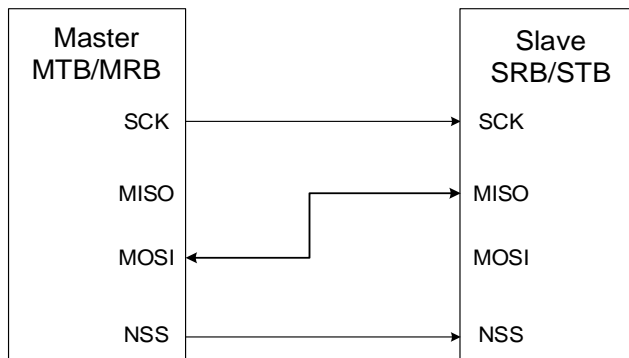 Master
MTB/MRB
Slave
SRB/STB
SCK
SCK
MISO
MISO
MOSI
MOSI
NSS
NSS